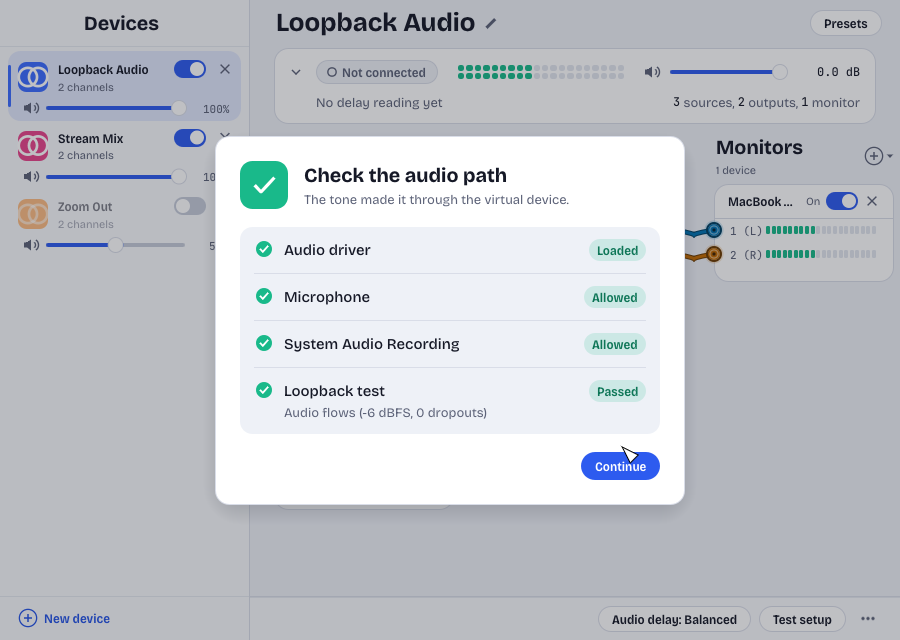 Devices
Loopback Audio
2 channels
100%
Stream Mix
2 channels
10
Zoom Out
2 channels
5
New device
Loopback Audio
Presets
Not connected
0.0 dB
No delay reading yet
3 sources, 2 outputs, 1 monitor
Monitors
1 device
MacBook ...
On
1 (L)
2 (R)
Check the audio path
The tone made it through the virtual device.
Audio driver
Loaded
Microphone
Allowed
System Audio Recording
Allowed
Loopback test
Passed
Audio flows (-6 dBFS, 0 dropouts)
Continue
Audio delay: Balanced
Test setup